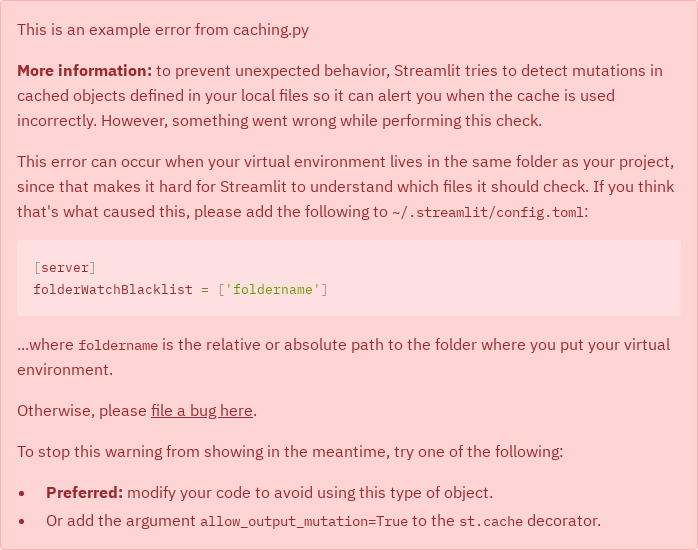 This is an example error from caching.py
More information: to prevent unexpected behavior, Streamlit tries to detect mutations in
cached objects defined in your local files so it can alert you when the cache is used
incorrectly. However, something went wrong while performing this check.
This error can occur when your virtual environment lives in the same folder as your project,
since that makes it hard for Streamlit to understand which files it should check. If you think
that's what caused this, please add the following to ~/.streamlit/config.toml:
[server]
folderWatchBlacklist = ['foldername']
...where foldername is the relative or absolute path to the folder where you put your virtual
environment.
Otherwise, please file a bug here.
To stop this warning from showing in the meantime, try one of the following:
• Preferred: modify your code to avoid using this type of object.
• Or add the argument allow_output_mutation=True to the st.cache decorator.